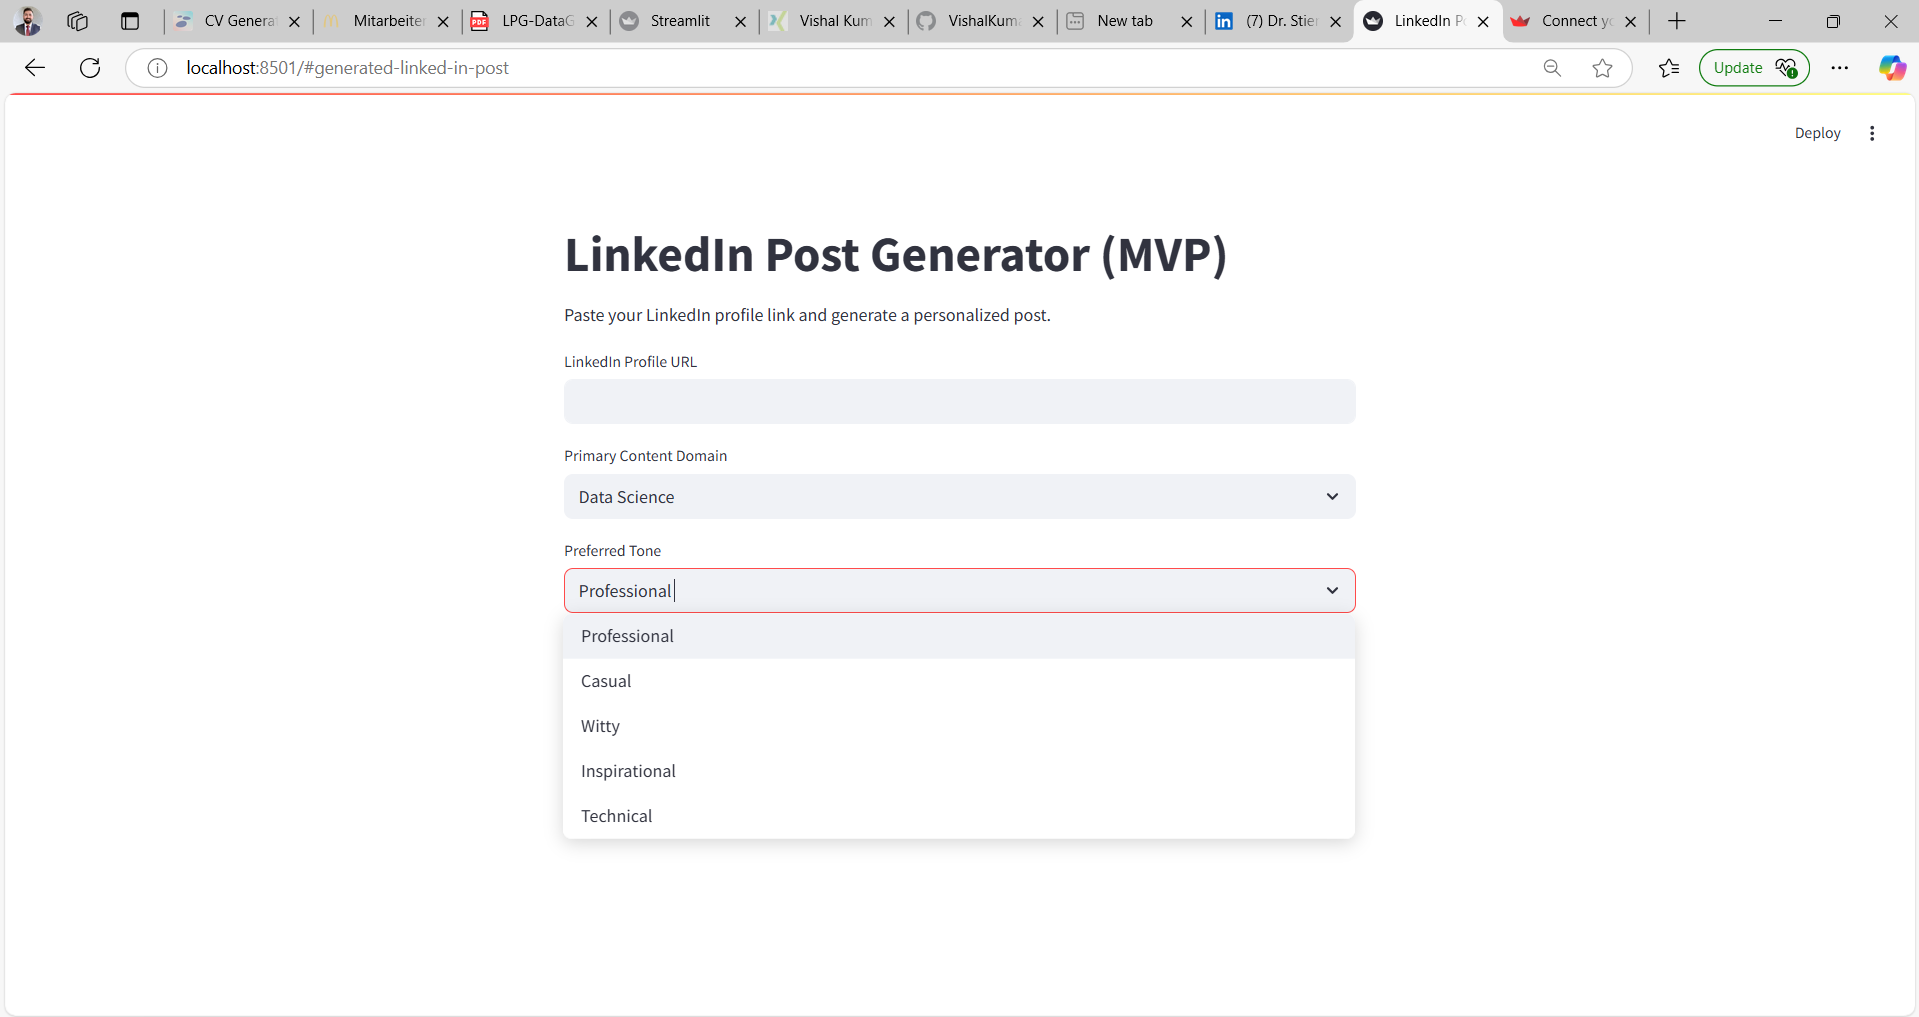 CV Genera
Mitarbeiter
PDF
LPG-DataG
Streamlit
Vishal Kum
VishalKum
New tab
in
(7) Dr. Stie
LinkedIn P
Connect yo
localhost:8501/#generated-linked-in-post
Update
Deploy
LinkedIn Post Generator (MVP)
Paste your LinkedIn profile link and generate a personalized post.
LinkedIn Profile URL
Primary Content Domain
Data Science
Preferred Tone
Professional
Professional
Casual
Witty
Inspirational
Technical